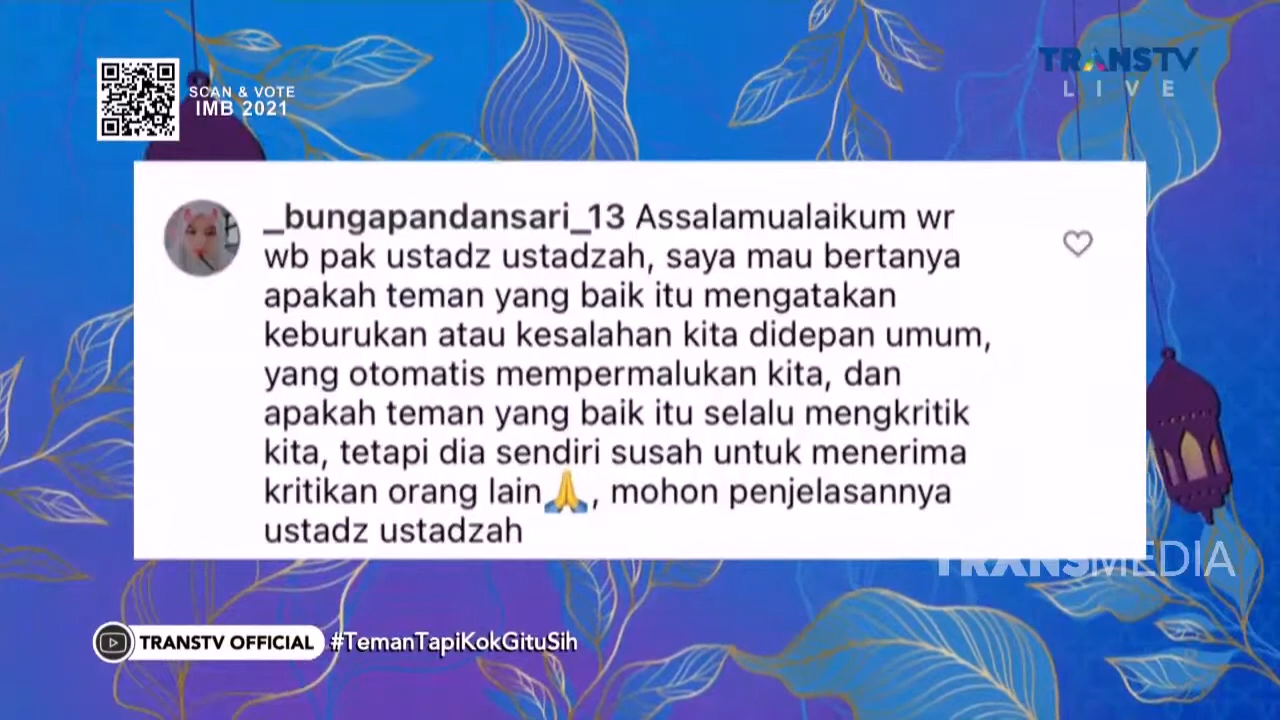 SCAN & VOTE
IMB 2021
TRANSTV
LIVE
_bungapandansari_13 Assalamualaikum wr
wb pak ustadz ustadzah, saya mau bertanya
apakah teman yang baik itu mengatakan
keburukan atau kesalahan kita didepan umum,
yang otomatis mempermalukan kita, dan
apakah teman yang baik itu selalu mengkritik
kita, tetapi dia sendiri susah untuk menerima
kritikan orang lain🙏, mohon penjelasannya
ustadz ustadzah
TRANSMEDIA
TRANSTV OFFICIAL #TemanTapiKokGituSih